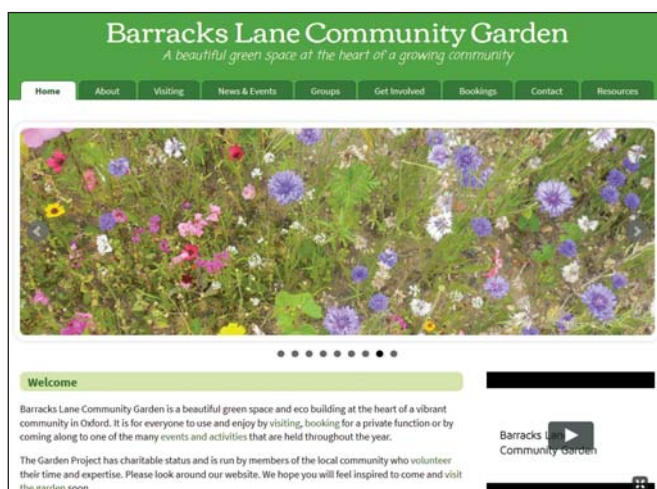 Barracks Lane Community Garden
A beautiful green space at the heart of a growing community
Home About Visiting News & Events Groups Get Involved Bookings Contact Resources
Welcome
Barracks Lane Community Garden is a beautiful green space and eco building at the heart of a vibrant
community in Oxford. It is for everyone to use and enjoy by visiting, booking for a private function or by
coming along to one of the many events and activities that are held throughout the year.
The Garden Project has charitable status and is run by members of the local community who volunteer
their time and expertise. Please look around our website. We hope you will feel inspired to come and visit
the garden soon
Barracks Lane
Community Garden